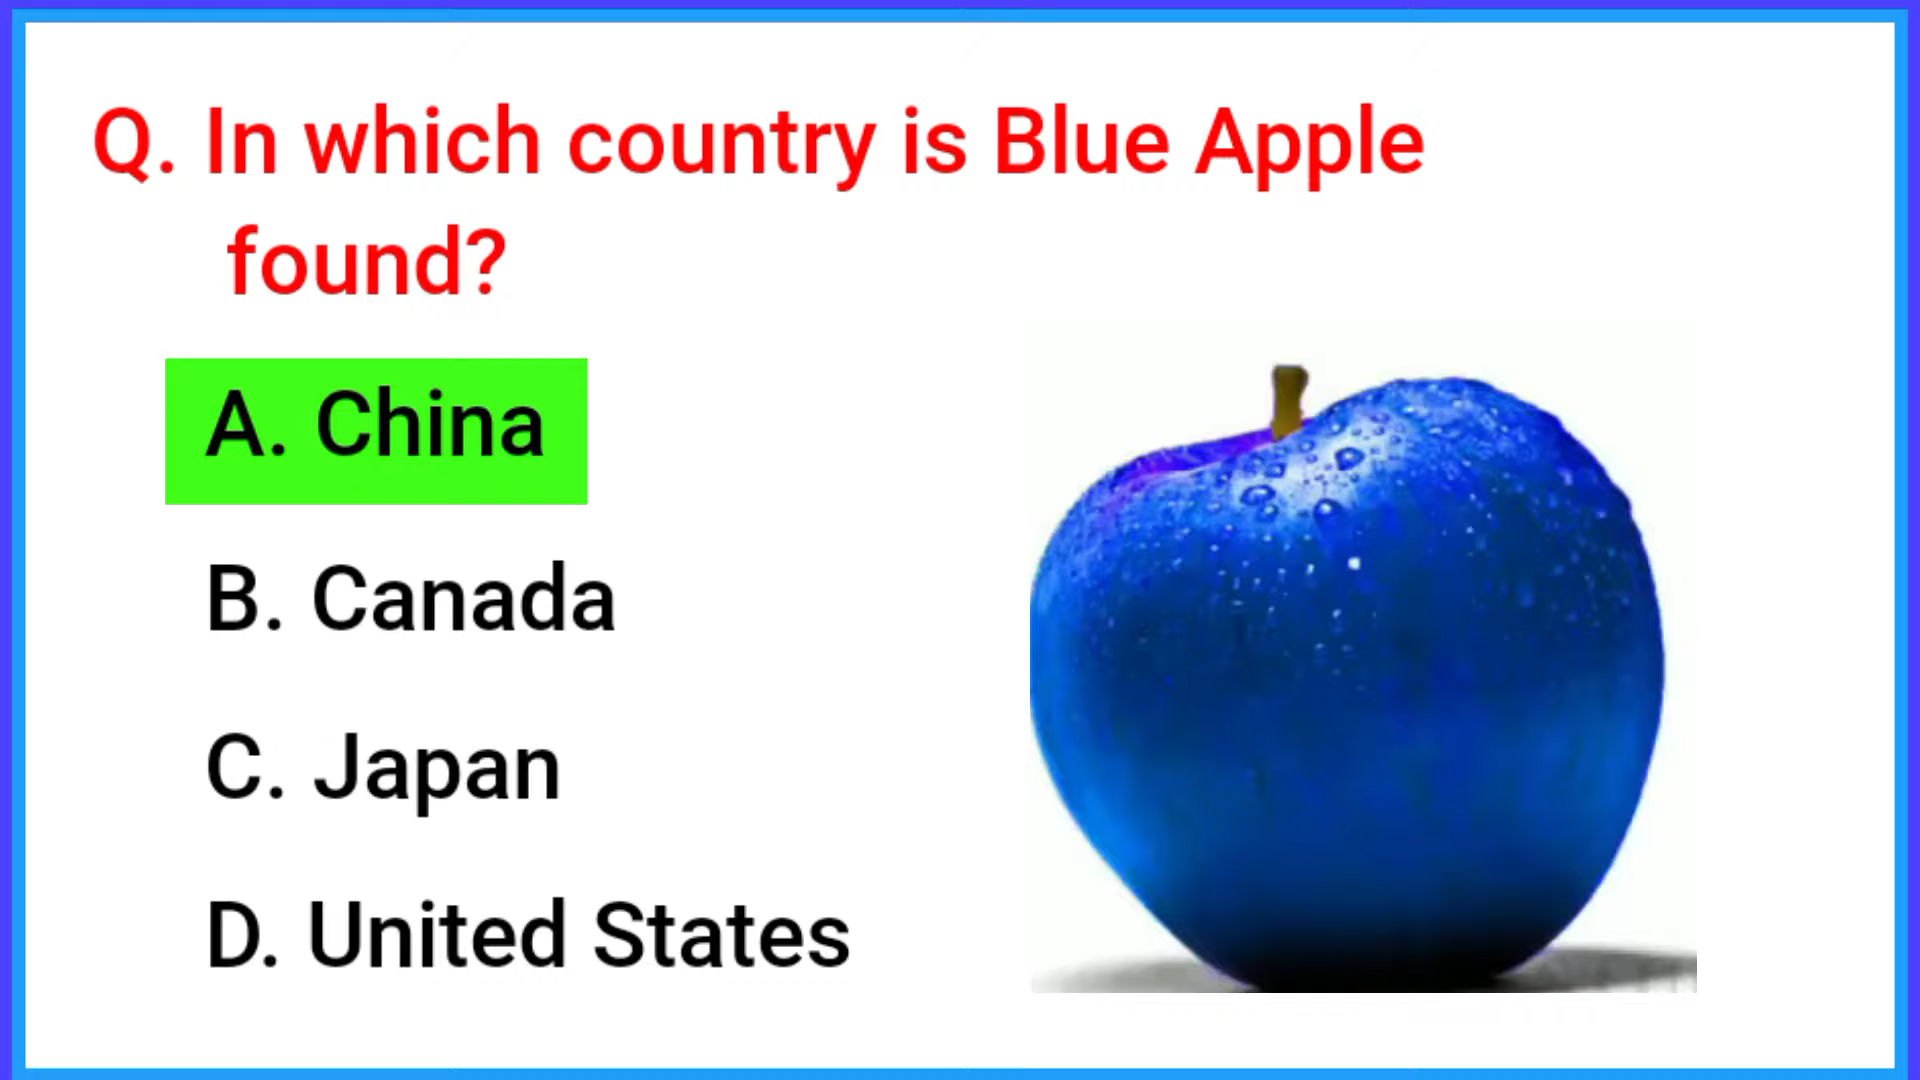 Q. In which country is Blue Apple
found?
A. China
B. Canada
C. Japan
D. United States